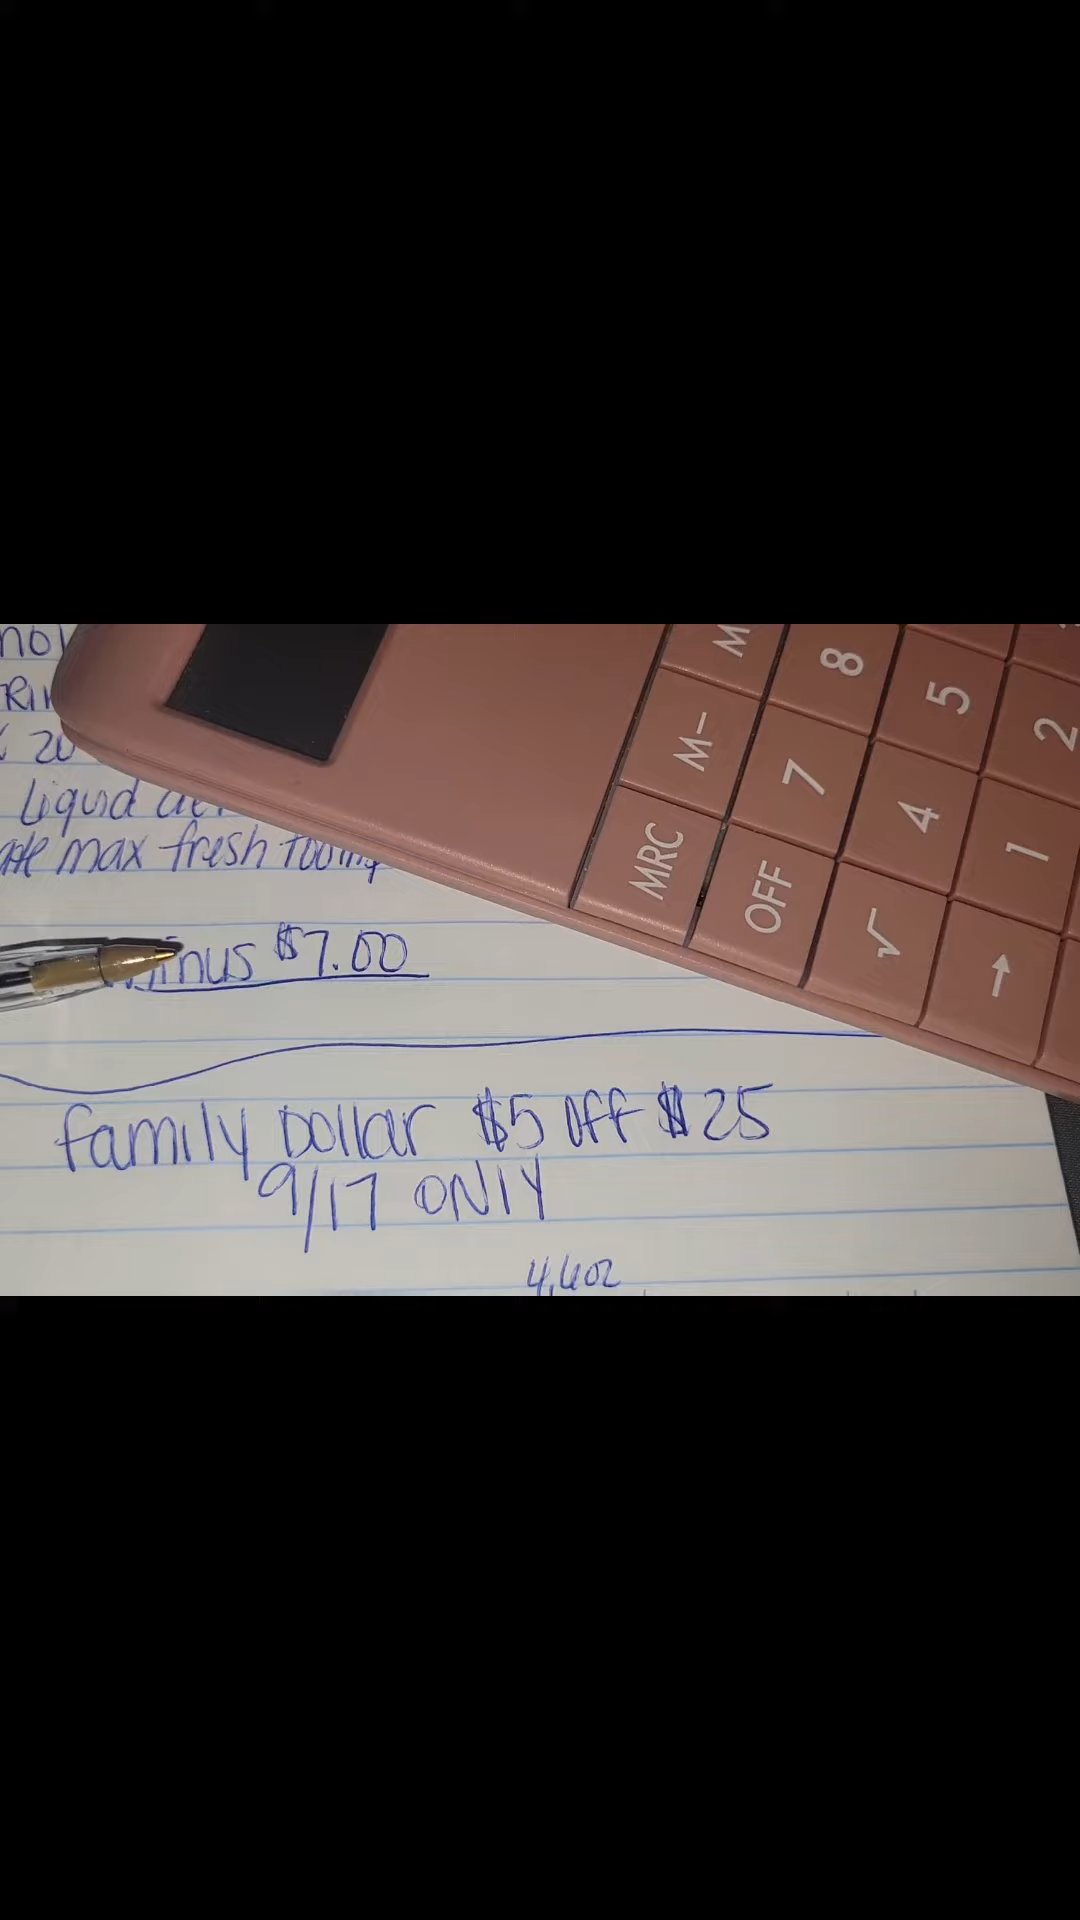 20
Liquid
max fresh
minus $7.00
family Dollar $5 off $25
9/17 ONLY
4.6oz
M
M-
MRC
8
7
OFF
5
4
√
2
1
→